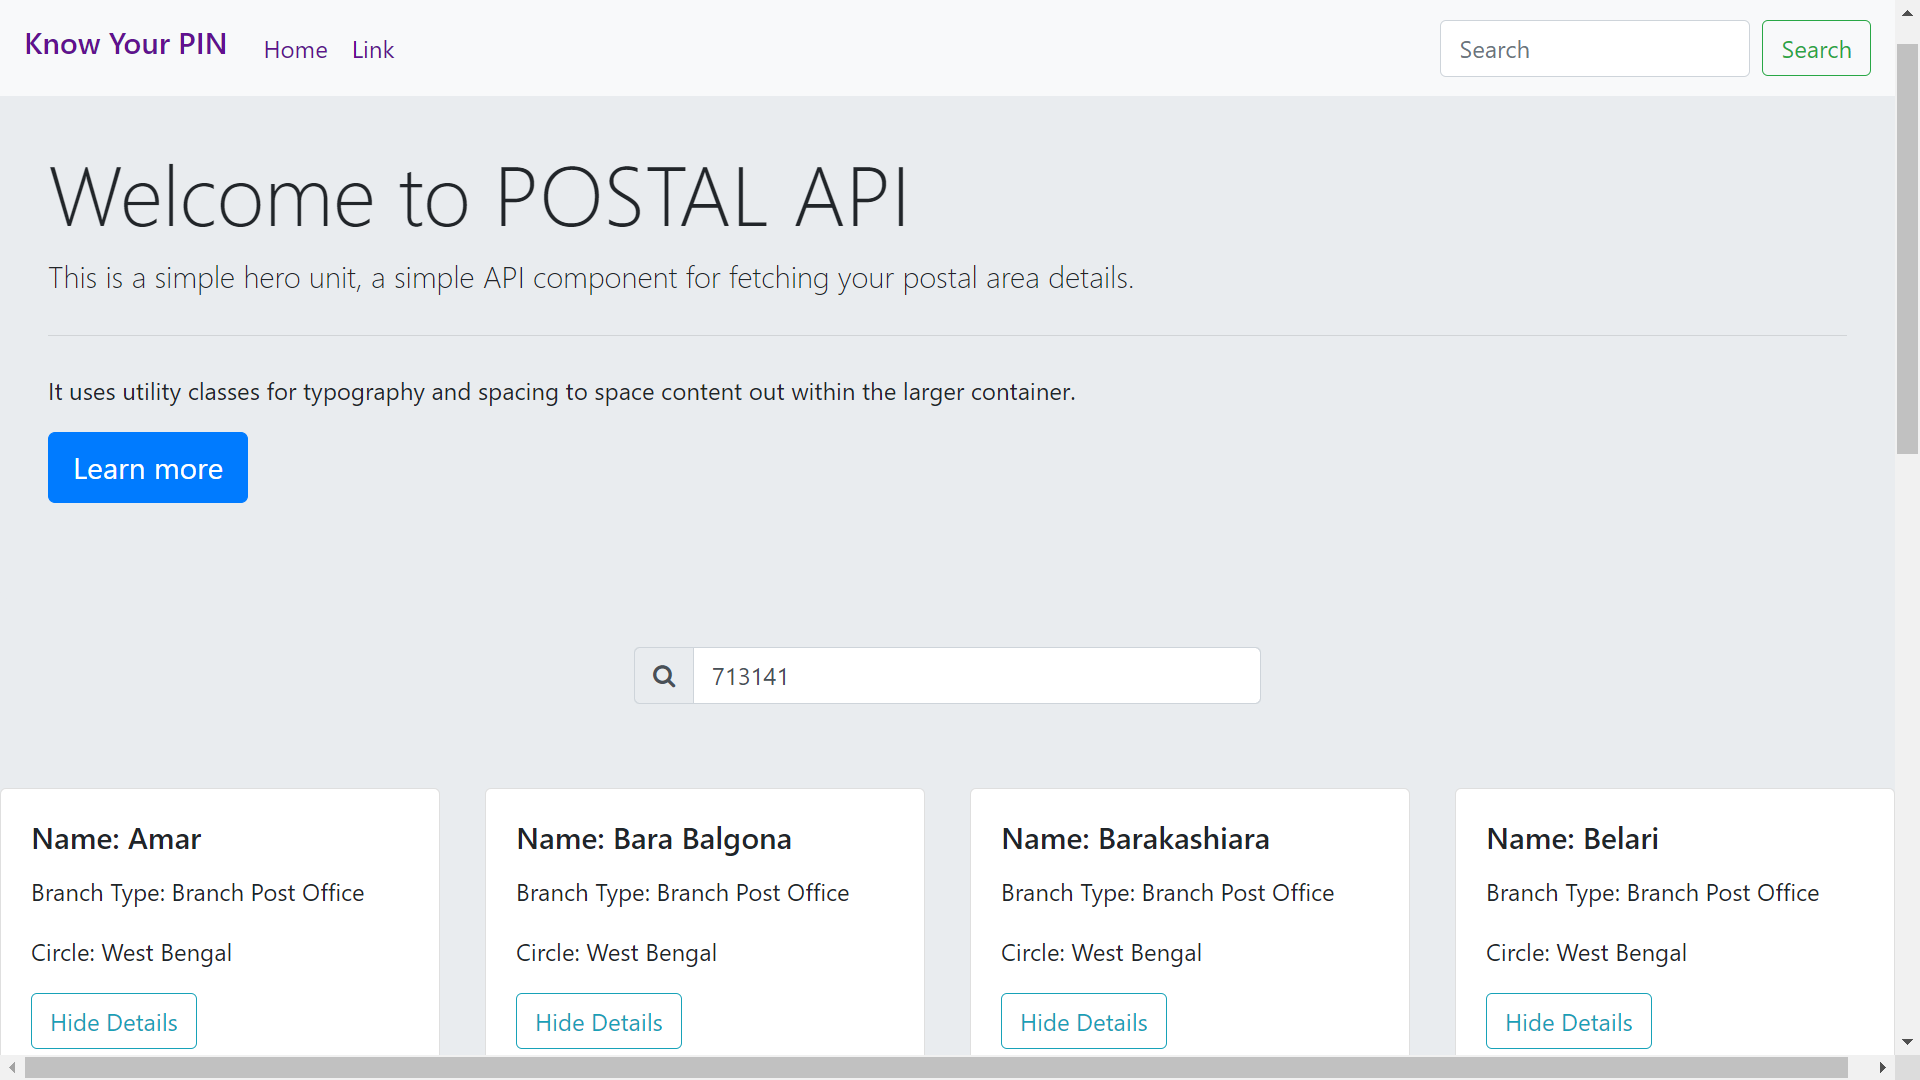 Know Your PIN Home Link Search Search
Welcome to POSTAL API
This is a simple hero unit, a simple API component for fetching your postal area details.
It uses utility classes for typography and spacing to space content out within the larger container.
Learn more
713141
Name: Amar
Branch Type: Branch Post Office
Circle: West Bengal
Hide Details
Name: Bara Balgona
Branch Type: Branch Post Office
Circle: West Bengal
Hide Details
Name: Barakashiara
Branch Type: Branch Post Office
Circle: West Bengal
Hide Details
Name: Belari
Branch Type: Branch Post Office
Circle: West Bengal
Hide Details